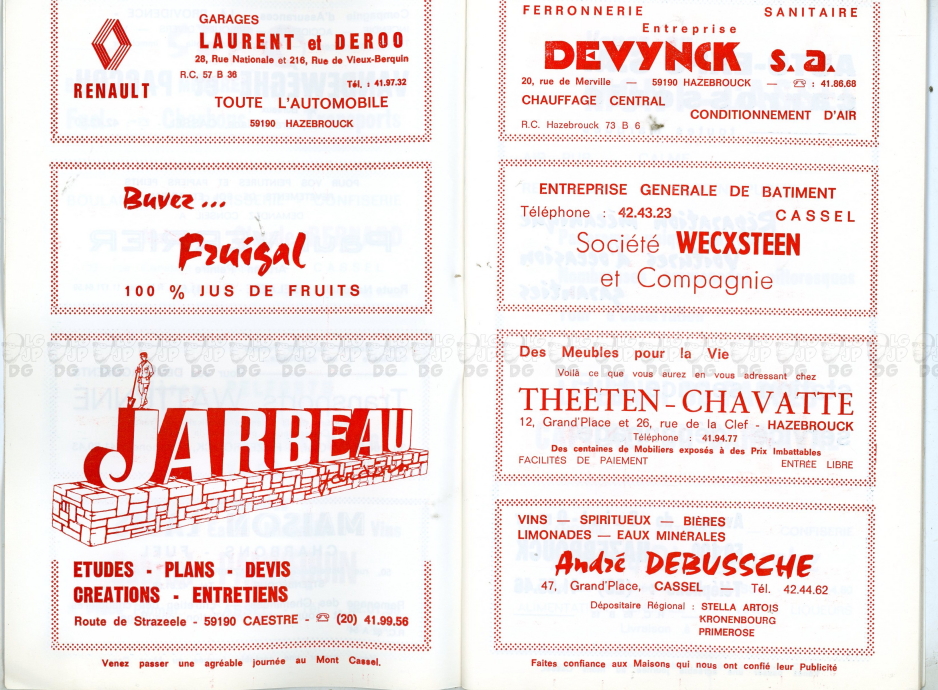 GARAGES
LAURENT et DEROO
28, Rue Nationale et 216, Rue de Vieux-Berquin
R.C. 57 B 36
Tél. : 41.97.32
RENAULT
TOUTE L'AUTOMOBILE
59190 HAZEBROUCK
Buvez...
Fruigal
100 % JUS DE FRUITS
JARBEAU
jardins
ETUDES - PLANS - DEVIS
CREATIONS - ENTRETIENS
Route de Strazeele - 59190 CAESTRE - ☏ (20) 41.99.56
Venez passer une agréable journée au Mont Cassel.
FERRONNERIE SANITAIRE
Entreprise
DEVYNCK s.a.
20, rue de Merville — 59190 HAZEBROUCK — ☏ : 41.86.68
CHAUFFAGE CENTRAL
CONDITIONNEMENT D'AIR
R.C. Hazebrouck 73 B 6
ENTREPRISE GENERALE DE BATIMENT
Téléphone : 42.43.23 CASSEL
Société WECXSTEEN
et Compagnie
Des Meubles pour la Vie
Voilà ce que vous aurez en vous adressant chez
THEETEN-CHAVATTE
12, Grand'Place et 26, rue de la Clef - HAZEBROUCK
Téléphone : 41.94.77
Des centaines de Mobiliers exposés à des Prix Imbattables
FACILITÉS DE PAIEMENT ENTRÉE LIBRE
VINS — SPIRITUEUX — BIÈRES
LIMONADES — EAUX MINÉRALES
André DEBUSSCHE
47, Grand'Place, CASSEL — Tél. 42.44.62
Dépositaire Régional : STELLA ARTOIS
KRONENBOURG
PRIMEROSE
Faites confiance aux Maisons qui nous ont confié leur Publicité